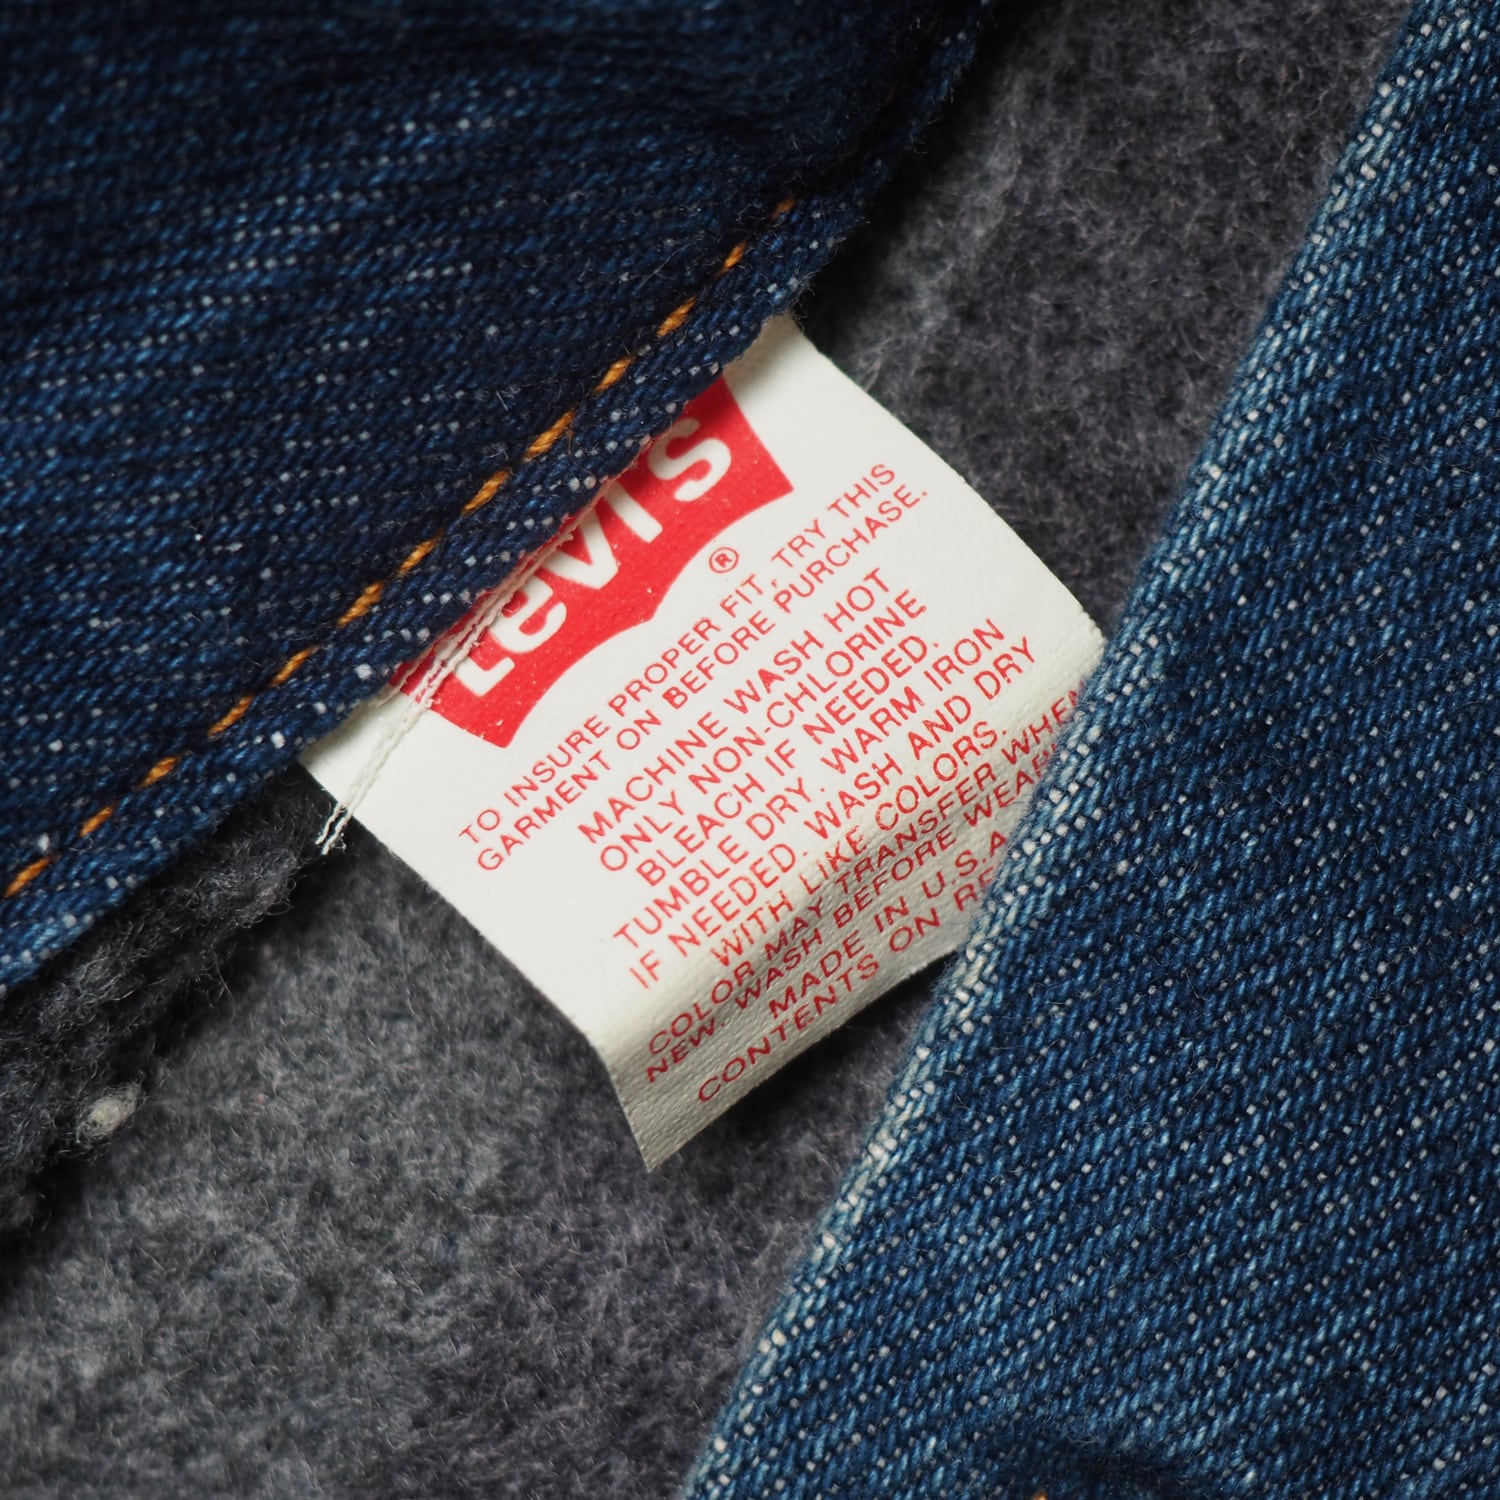 Levi's
®
TO INSURE PROPER FIT, TRY THIS
GARMENT ON BEFORE PURCHASE.
MACHINE WASH HOT
ONLY NON-CHLORINE
BLEACH IF NEEDED.
TUMBLE DRY. WARM IRON
IF NEEDED. WASH AND DRY
WITH LIKE COLORS.
COLOR MAY TRANSFER WHEN
NEW. WASH BEFORE
MADE IN U.S.A
CONTENTS ON